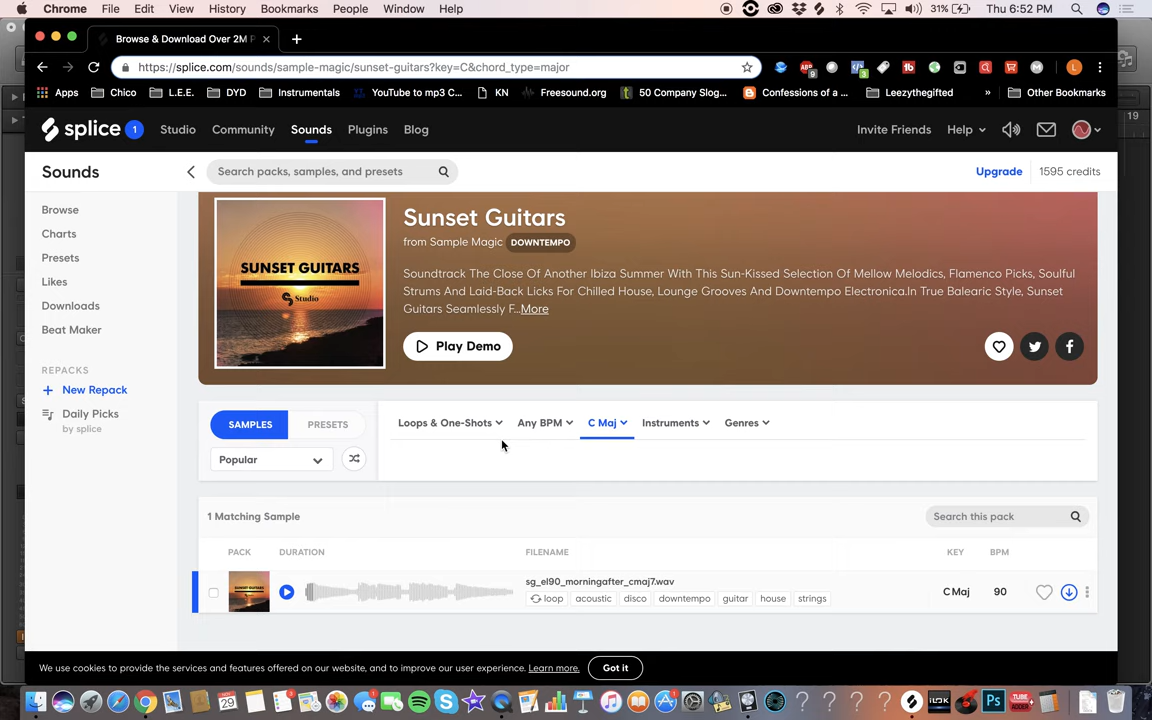 Chrome File Edit View History Bookmarks People Window Help 31% Thu 6:52 PM
Browse & Download Over 2M
https://splice.com/sounds/sample-magic/sunset-guitars?key=C&chord_type=major
Apps Chico L.E.E. DYD Instrumentals YouTube to mp3 C... KN Freesound.org 50 Company Slog... Confessions of a ... Leezythegifted » Other Bookmarks
19
splice 1 Studio Community Sounds Plugins Blog Invite Friends Help
Sounds Search packs, samples, and presets Upgrade 1595 credits
Browse
Charts
Presets
Likes
Downloads
Beat Maker
REPACKS
+ New Repack
Daily Picks
by splice
SUNSET GUITARS
Studio
Sunset Guitars
from Sample Magic DOWNTEMPO
Soundtrack The Close Of Another Ibiza Summer With This Sun-Kissed Selection Of Mellow Melodics, Flamenco Picks, Soulful
Strums And Laid-Back Licks For Chilled House, Lounge Grooves And Downtempo Electronica.In True Balearic Style, Sunset
Guitars Seamlessly F...More
Play Demo
SAMPLES PRESETS Loops & One-Shots Any BPM C Maj Instruments Genres
Popular
1 Matching Sample Search this pack
PACK DURATION FILENAME KEY BPM
sg_el90_morningafter_cmaj7.wav
loop acoustic disco downtempo guitar house strings
C Maj 90
We use cookies to provide the services and features offered on our website, and to improve our user experience. Learn more. Got it